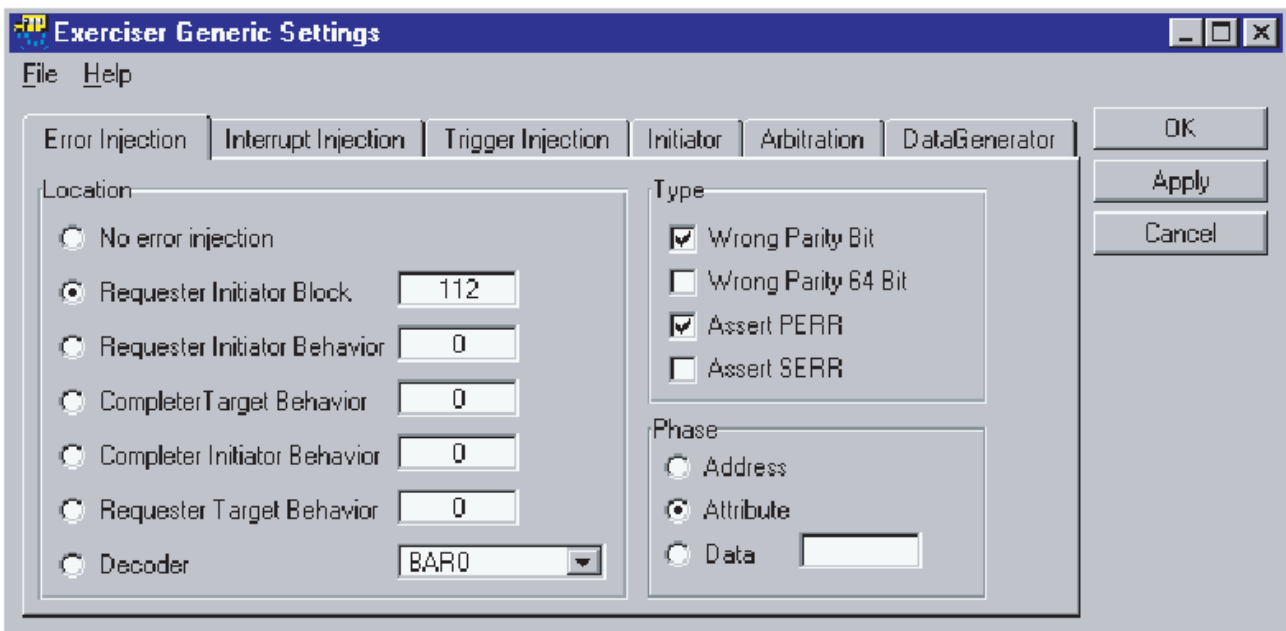 Exerciser Generic Settings
File Help
Error Injection Interrupt Injection Trigger Injection Initiator Arbitration DataGenerator
OK
Apply
Cancel
Location
No error injection
Requester Initiator Block 112
Requester Initiator Behavior 0
CompleterTarget Behavior 0
Completer Initiator Behavior 0
Requester Target Behavior 0
Decoder BAR0
Type
Wrong Parity Bit
Wrong Parity 64 Bit
Assert PERR
Assert SERR
Phase
Address
Attribute
Data